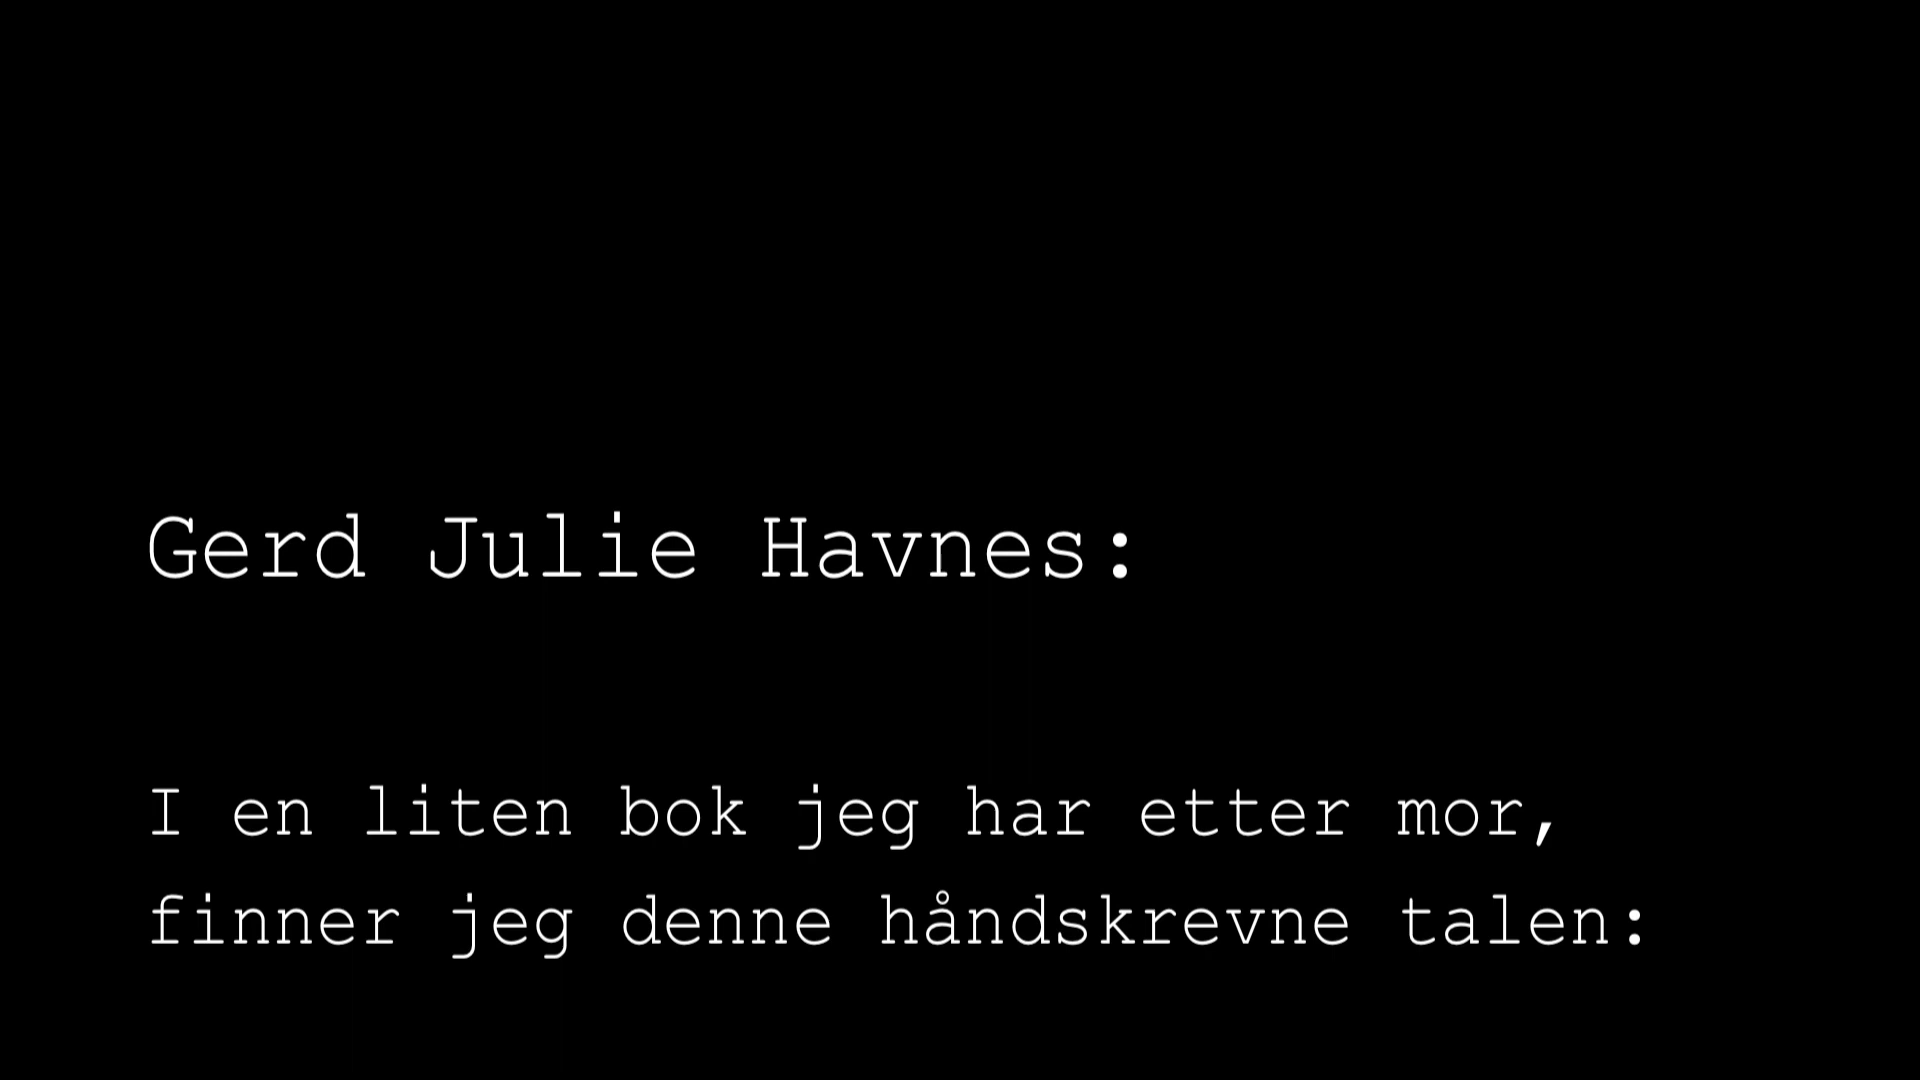 Gerd Julie Havnes:
I en liten bok jeg har etter mor,
finner jeg denne håndskrevne talen: